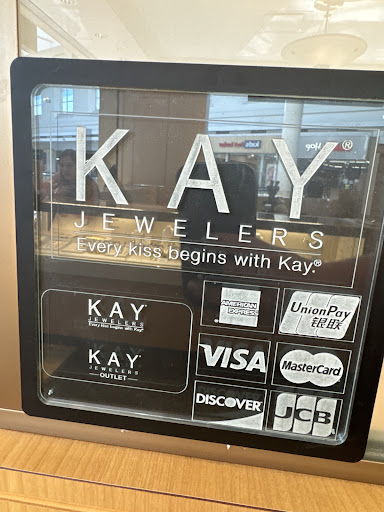 KAY®
JEWELERS
Every kiss begins with Kay.®
KAY®
JEWELERS
Every kiss begins with Kay.®
KAY®
JEWELERS
OUTLET
AMERICAN
EXPRESS
UnionPay
银联
VISA
MasterCard
DISCOVER®
JCB